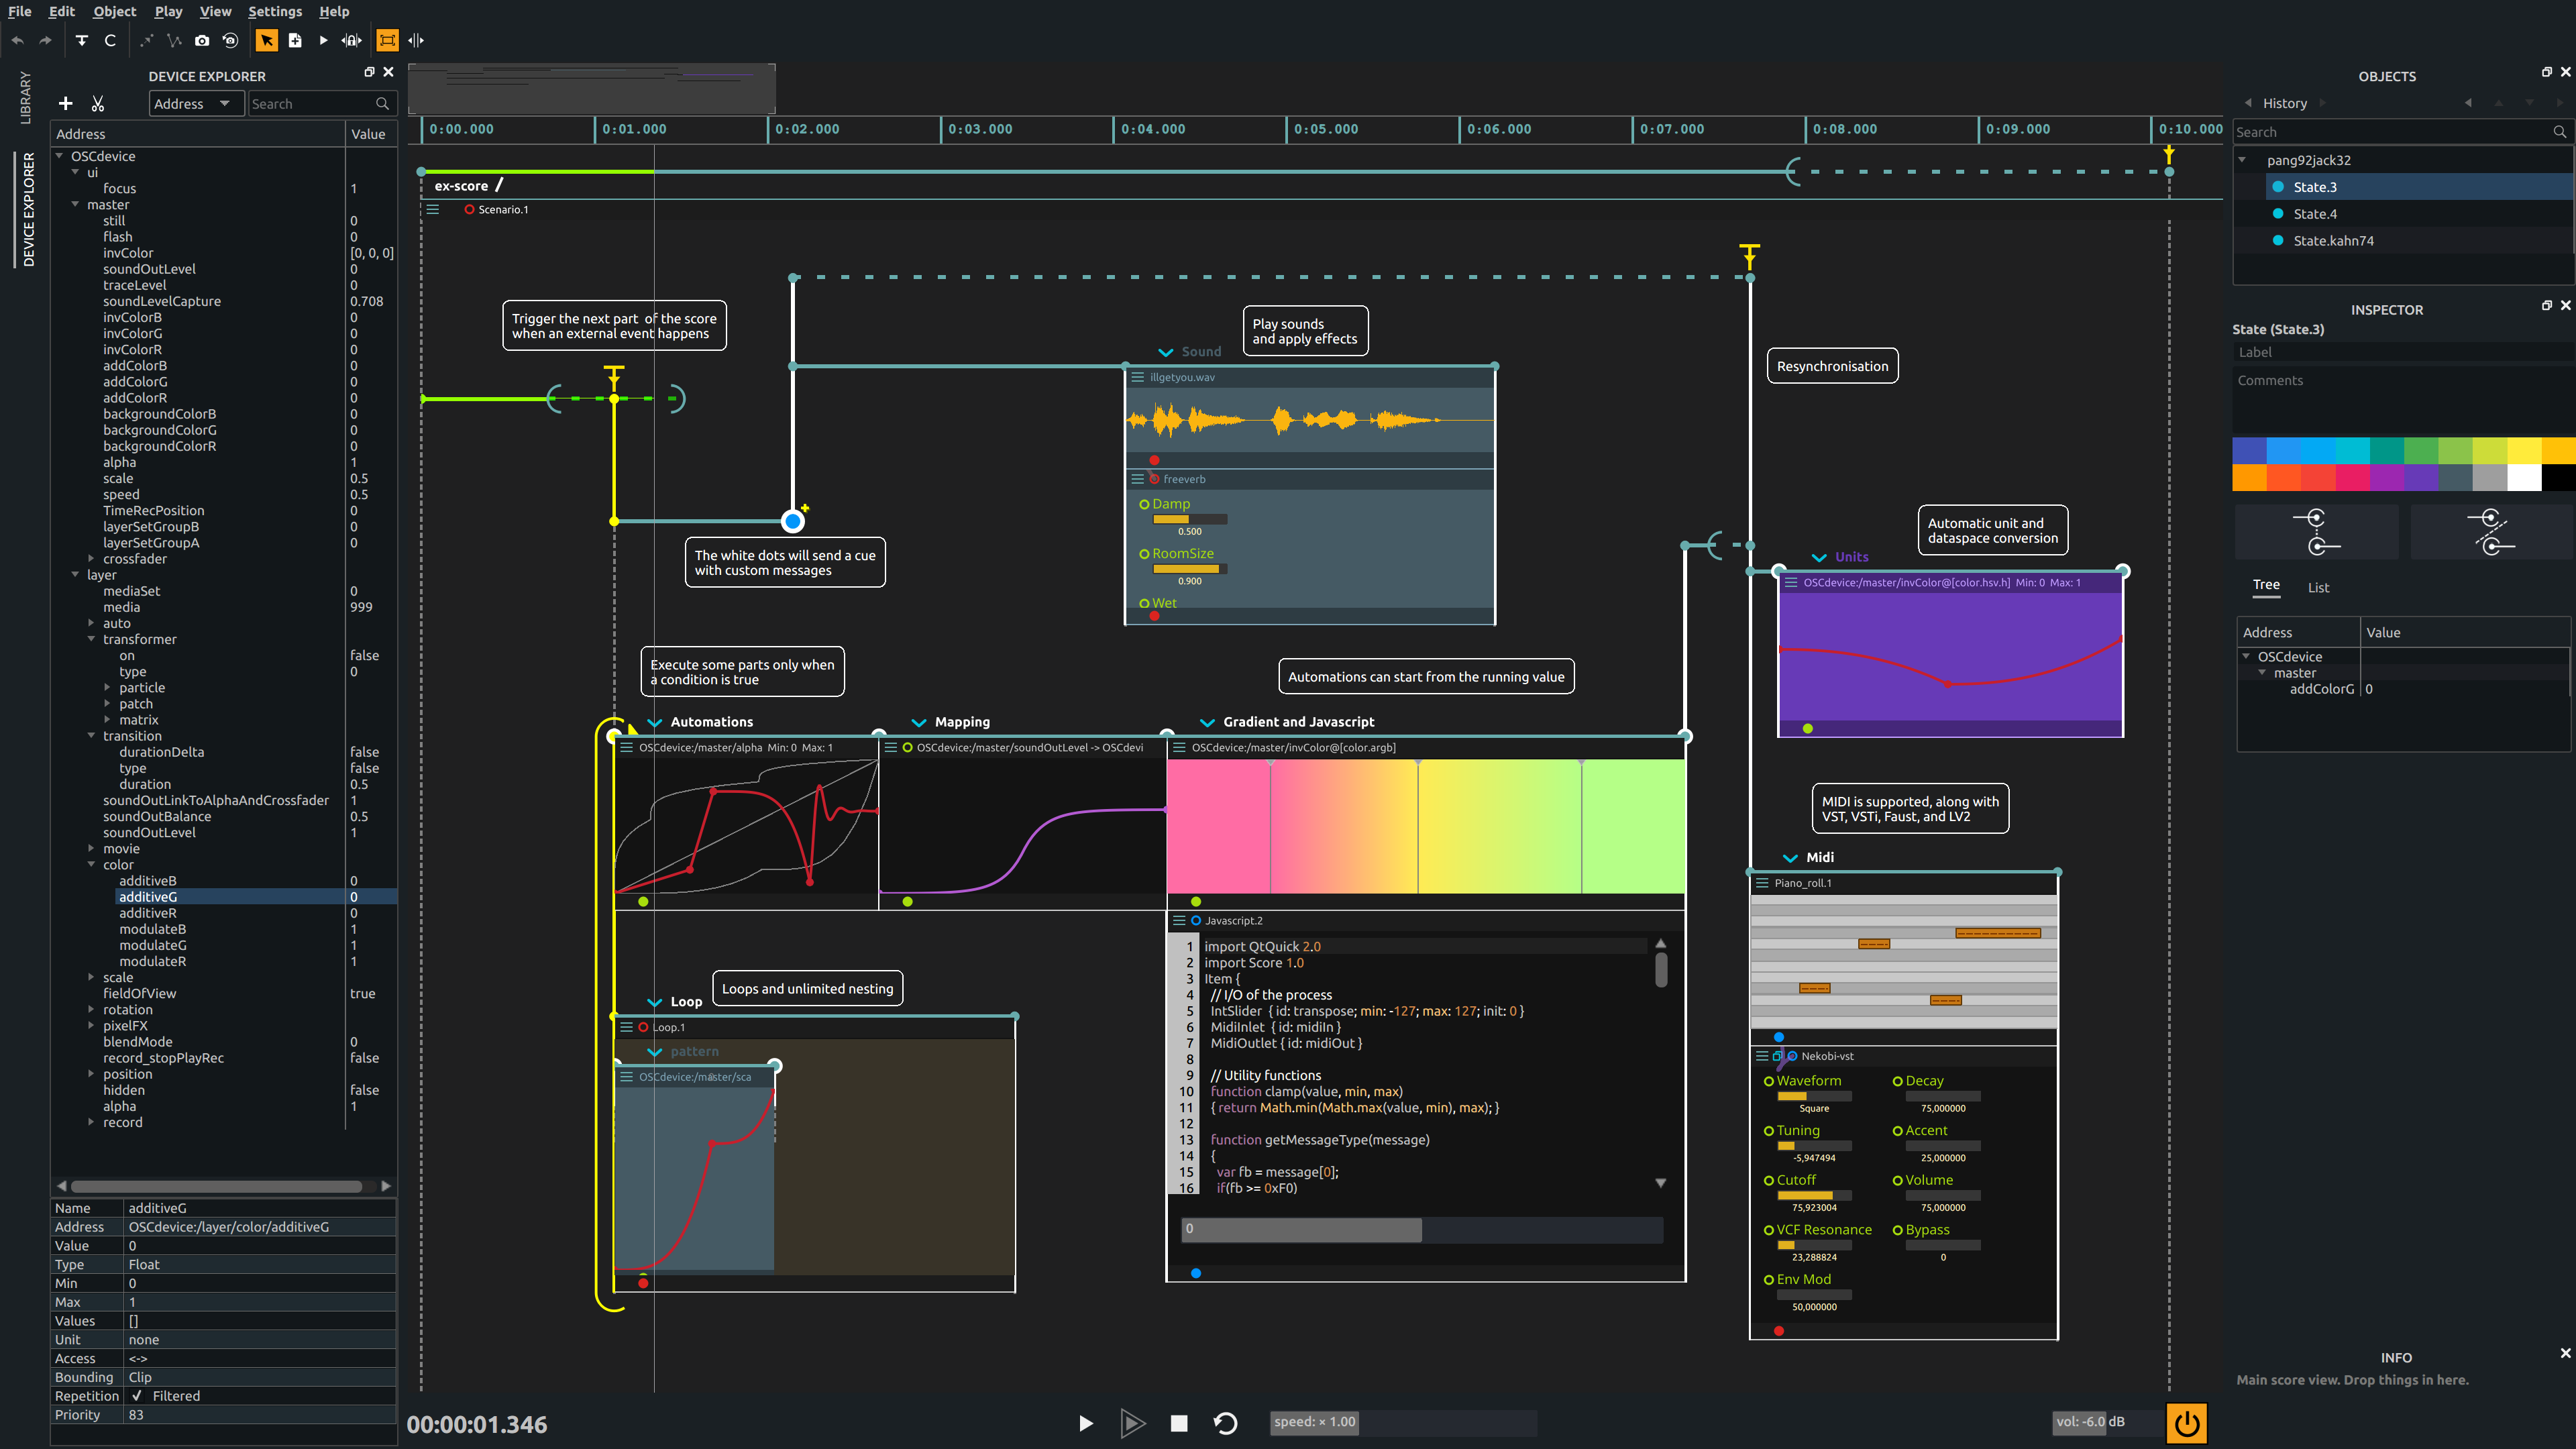 File Edit Object Play View Settings Help
LIBRARY
DEVICE EXPLORER
DEVICE EXPLORER
Address
Search
Address Value
OSCdevice
ui
focus 1
master
still 0
flash 0
invColor [0, 0, 0]
soundOutLevel 0
traceLevel 0
soundLevelCapture 0.708
invColorB 0
invColorG 0
invColorR 0
addColorB 0
addColorG 0
addColorR 0
backgroundColorB 0
backgroundColorG 0
backgroundColorR 0
alpha 1
scale 0.5
speed 0.5
TimeRecPosition 0
layerSetGroupB 0
layerSetGroupA 0
crossfader
layer
mediaSet 0
media 999
auto
transformer
on false
type 0
particle
patch
matrix
transition
durationDelta false
type false
duration 0.5
soundOutLinkToAlphaAndCrossfader 1
soundOutBalance 0.5
soundOutLevel 1
movie
color
additiveB 0
additiveG 0
additiveR 0
modulateB 1
modulateG 1
modulateR 1
scale
fieldOfView true
rotation
pixelFX
blendMode 0
record_stopPlayRec false
position
hidden false
alpha 1
record
Name additiveG
Address OSCdevice:/layer/color/additiveG
Value 0
Type Float
Min 0
Max 1
Values []
Unit none
Access <->
Bounding Clip
Repetition ✓ Filtered
Priority 83
0:00.000 0:01.000 0:02.000 0:03.000 0:04.000 0:05.000 0:06.000 0:07.000 0:08.000 0:09.000 0:10.000
ex-score /
Scenario.1
Trigger the next part of the score
when an external event happens
Play sounds
and apply effects
Sound
illgetyou.wav
freeverb
Damp
0.500
RoomSize
0.900
Wet
Resynchronisation
The white dots will send a cue
with custom messages
Automatic unit and
dataspace conversion
Units
OSCdevice:/master/invColor@[color.hsv.h] Min: 0 Max: 1
Execute some parts only when
a condition is true
Automations can start from the running value
Automations
OSCdevice:/master/alpha Min: 0 Max: 1
Mapping
OSCdevice:/master/soundOutLevel -> OSCdevi
Gradient and Javascript
OSCdevice:/master/invColor@[color.argb]
Javascript.2
1 import QtQuick 2.0
2 import Score 1.0
3 Item {
4 // I/O of the process
5 IntSlider { id: transpose; min: -127; max: 127; init: 0 }
6 MidiInlet { id: midiIn }
7 MidiOutlet { id: midiOut }
8
9 // Utility functions
10 function clamp(value, min, max)
11 { return Math.min(Math.max(value, min), max); }
12
13 function getMessageType(message)
14 {
15 var fb = message[0];
16 if(fb >= 0xF0)
0
Loops and unlimited nesting
Loop
Loop.1
pattern
OSCdevice:/master/sca
MIDI is supported, along with
VST, VSTi, Faust, and LV2
Midi
Piano_roll.1
Nekobi-vst
Waveform Decay
Square 75,000000
Tuning Accent
-5,947494 25,000000
Cutoff Volume
75,923004 75,000000
VCF Resonance Bypass
23,288824 0
Env Mod
50,000000
00:00:01.346
speed: × 1.00
vol: -6.0 dB
OBJECTS
History
Search
pang92jack32
State.3
State.4
State.kahn74
INSPECTOR
State (State.3)
Label
Comments
Tree List
Address Value
OSCdevice
master
addColorG 0
INFO
Main score view. Drop things in here.